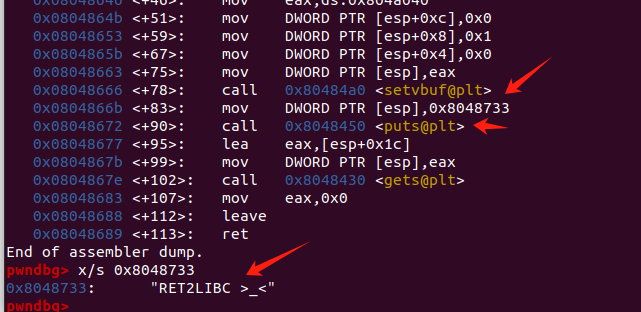 0x08048646 <+46>: mov eax,ds:0x804a040
0x0804864b <+51>: mov DWORD PTR [esp+0xc],0x0
0x08048653 <+59>: mov DWORD PTR [esp+0x8],0x1
0x0804865b <+67>: mov DWORD PTR [esp+0x4],0x0
0x08048663 <+75>: mov DWORD PTR [esp],eax
0x08048666 <+78>: call 0x80484a0 <setvbuf@plt>
0x0804866b <+83>: mov DWORD PTR [esp],0x8048733
0x08048672 <+90>: call 0x8048450 <puts@plt>
0x08048677 <+95>: lea eax,[esp+0x1c]
0x0804867b <+99>: mov DWORD PTR [esp],eax
0x0804867e <+102>: call 0x8048430 <gets@plt>
0x08048683 <+107>: mov eax,0x0
0x08048688 <+112>: leave
0x08048689 <+113>: ret
End of assembler dump.
pwndbg> x/s 0x8048733
0x8048733: "RET2LIBC >_<"
pwndbg>